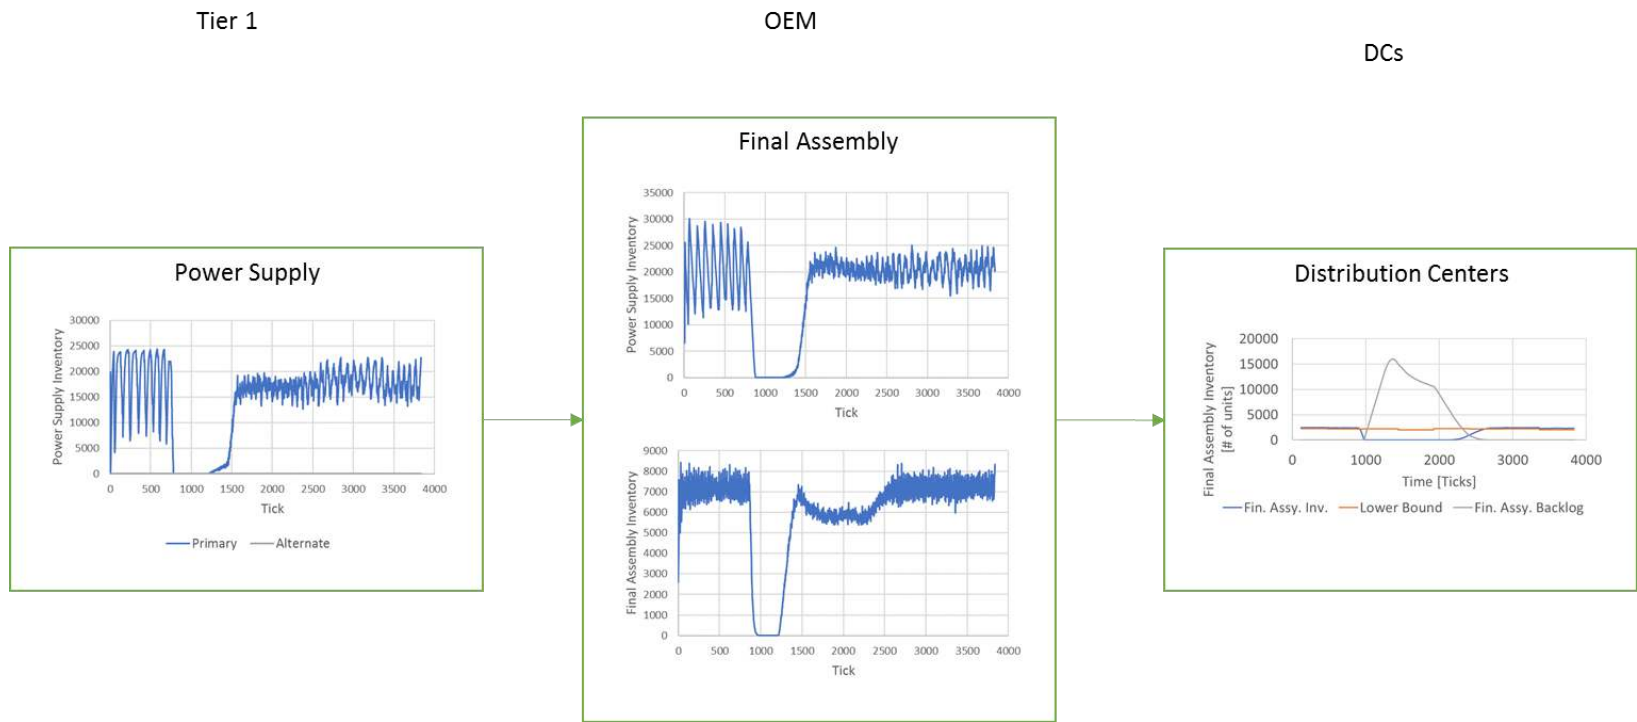 Tier 1
OEM
DCs
Power Supply
Power Supply Inventory
30000
25000
20000
15000
10000
5000
0
0 500 1000 1500 2000 2500 3000 3500 4000
Tick
Primary Alternate
Final Assembly
Power Supply Inventory
35000
30000
25000
20000
15000
10000
5000
0
0 500 1000 1500 2000 2500 3000 3500 4000
Tick
Final Assembly Inventory
9000
8000
7000
6000
5000
4000
3000
2000
1000
0
0 500 1000 1500 2000 2500 3000 3500 4000
Tick
Distribution Centers
Final Assembly Inventory
[# of units]
20000
15000
10000
5000
0
0 1000 2000 3000 4000
Time [Ticks]
Fin. Assy. Inv. Lower Bound Fin. Assy. Backlog